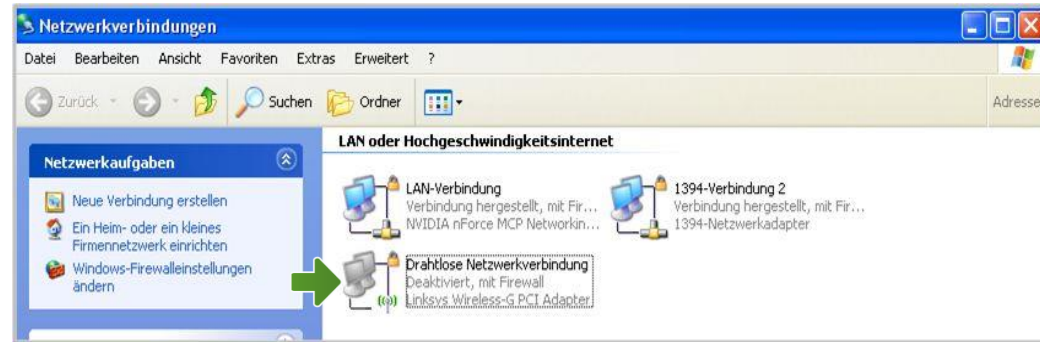 Netzwerkverbindungen
Datei Bearbeiten Ansicht Favoriten Extras Erweitert ?
Zurück Suchen Ordner Adresse
Netzwerkaufgaben
Neue Verbindung erstellen
Ein Heim- oder ein kleines
Firmennetzwerk einrichten
Windows-Firewalleinstellungen
ändern
LAN oder Hochgeschwindigkeitsinternet
LAN-Verbindung
Verbindung hergestellt, mit Fir...
NVIDIA nForce MCP Networkin...
1394-Verbindung 2
Verbindung hergestellt, mit Fir...
1394-Netzwerkadapter
Drahtlose Netzwerkverbindung
Deaktiviert, mit Firewall
Linksys Wireless-G PCI Adapter